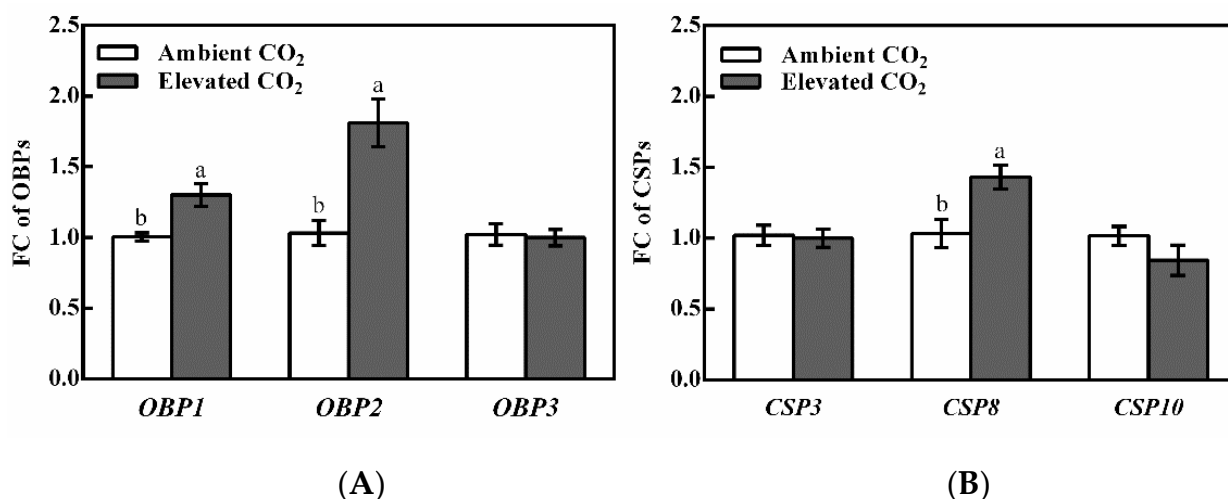 2.5
Ambient CO₂
Elevated CO₂
2.0
1.5
1.0
0.5
0.0
FC of OBPs
a
b
a
b
OBP1 OBP2 OBP3
(A)
2.5
Ambient CO₂
Elevated CO₂
2.0
1.5
1.0
0.5
0.0
FC of CSPs
a
b
CSP3 CSP8 CSP10
(B)